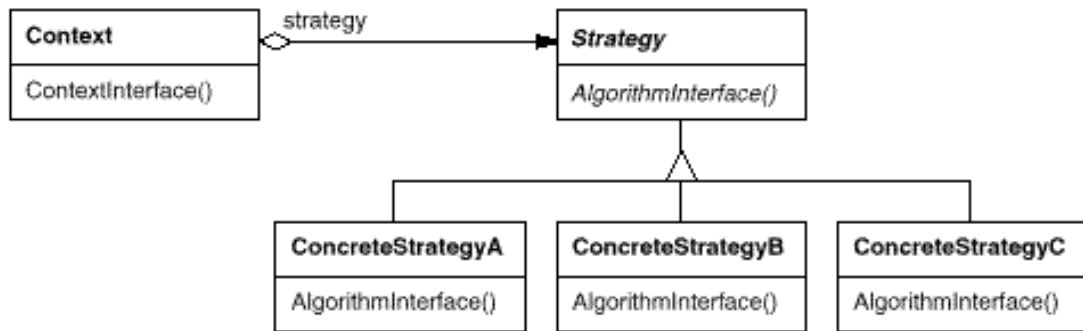 strategy
Context
Strategy
ContextInterface()
AlgorithmInterface()
ConcreteStrategyA
ConcreteStrategyB
ConcreteStrategyC
AlgorithmInterface()
AlgorithmInterface()
AlgorithmInterface()